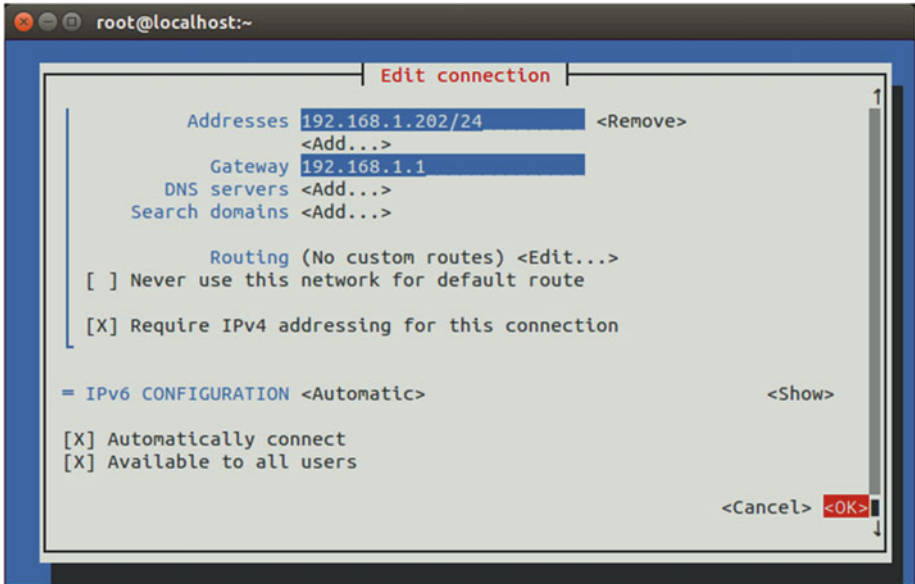 root@localhost:~
Edit connection
Addresses 192.168.1.202/24 <Remove>
<Add...>
Gateway 192.168.1.1
DNS servers <Add...>
Search domains <Add...>
Routing (No custom routes) <Edit...>
[ ] Never use this network for default route
[X] Require IPv4 addressing for this connection
= IPv6 CONFIGURATION <Automatic> <Show>
[X] Automatically connect
[X] Available to all users
<Cancel> <OK>